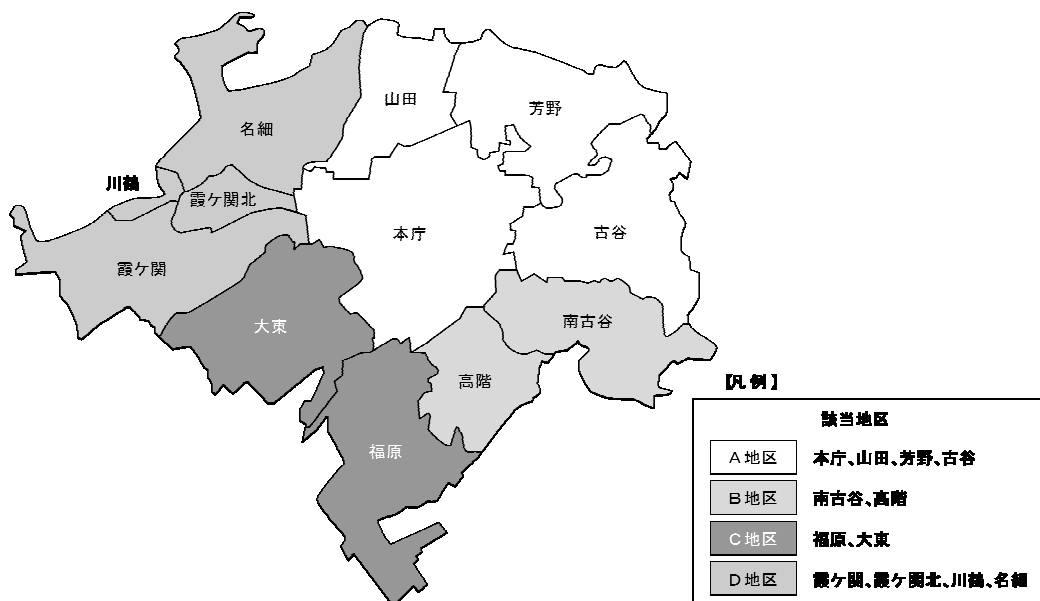 山田
芳野
名細
川鶴
霞ケ関北
本庁
古谷
霞ケ関
大東
南古谷
高階
福原
【凡例】
該当地区
A地区 本庁、山田、芳野、古谷
B地区 南古谷、高階
C地区 福原、大東
D地区 霞ケ関、霞ケ関北、川鶴、名細